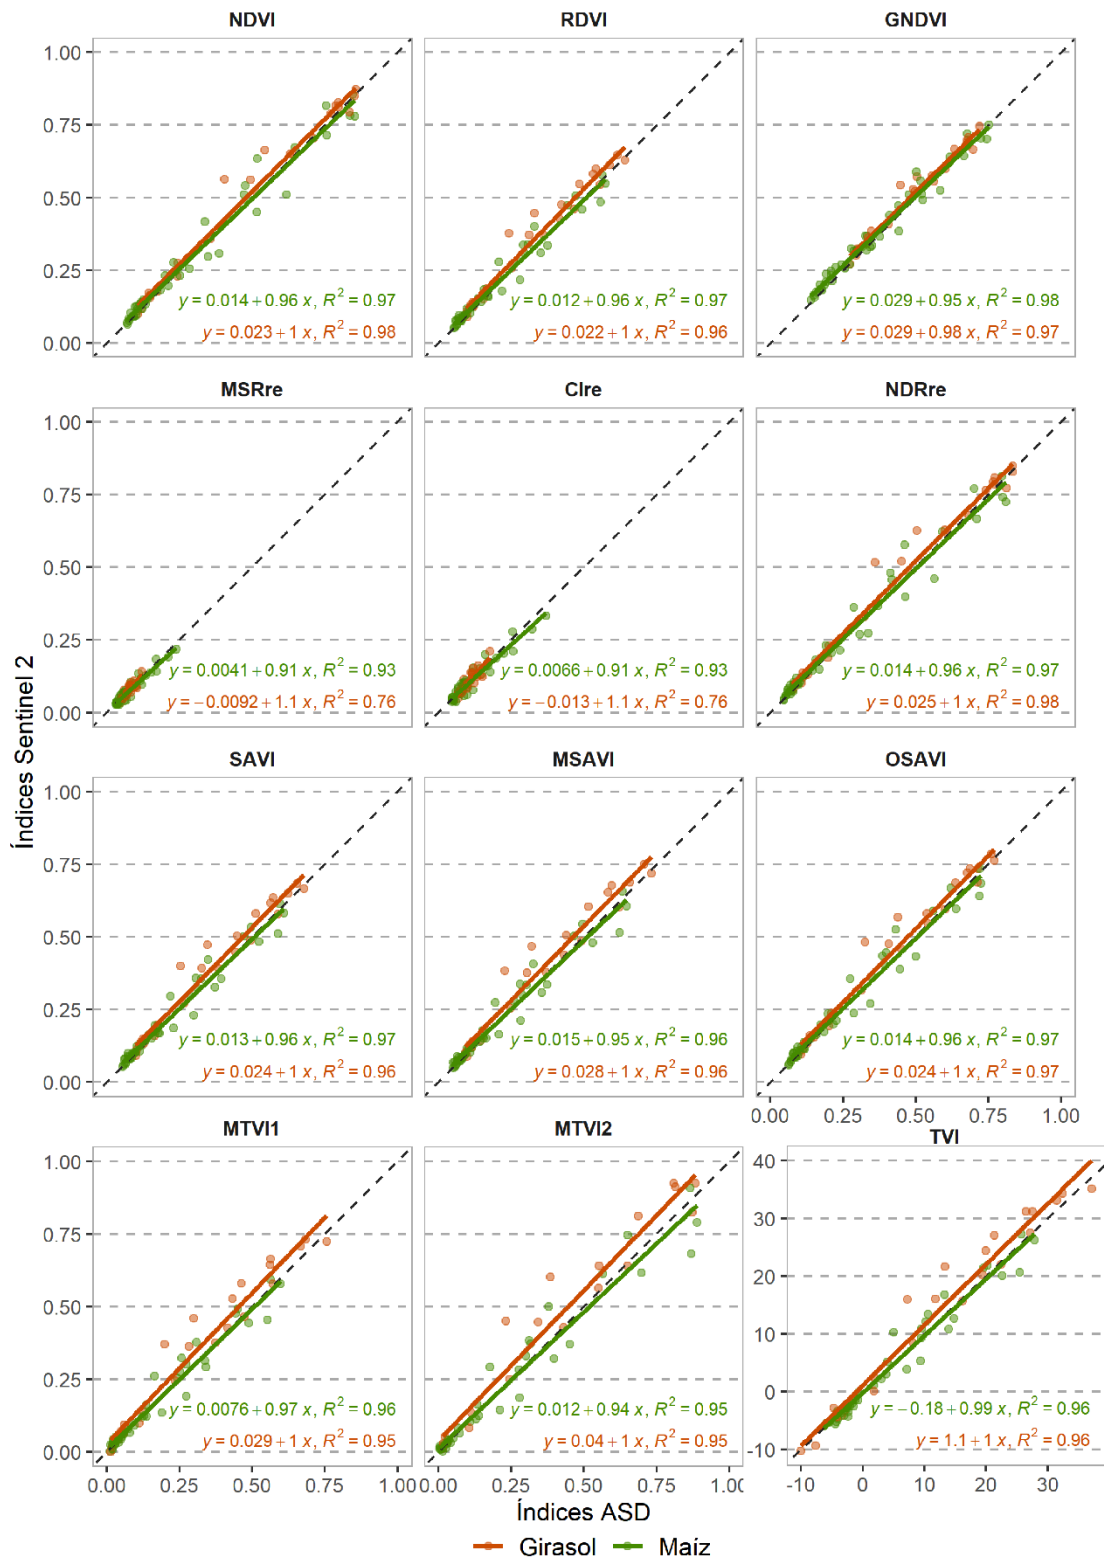 NDVI RDVI GNDVI
1.00
0.75
0.50
0.25
y = 0.014 + 0.96 x, R² = 0.97 y = 0.012 + 0.96 x, R² = 0.97 y = 0.029 + 0.95 x, R² = 0.98
y = 0.023 + 1 x, R² = 0.98 y = 0.022 + 1 x, R² = 0.96 y = 0.029 + 0.98 x, R² = 0.97
0.00
MSRre CIre NDRre
1.00
0.75
0.50
0.25
y = 0.0041 + 0.91 x, R² = 0.93 y = 0.0066 + 0.91 x, R² = 0.93 y = 0.014 + 0.96 x, R² = 0.97
y = −0.0092 + 1.1 x, R² = 0.76 y = −0.013 + 1.1 x, R² = 0.76 y = 0.025 + 1 x, R² = 0.98
0.00
Índices Sentinel 2
SAVI MSAVI OSAVI
1.00
0.75
0.50
0.25
y = 0.013 + 0.96 x, R² = 0.97 y = 0.015 + 0.95 x, R² = 0.96 y = 0.014 + 0.96 x, R² = 0.97
y = 0.024 + 1 x, R² = 0.96 y = 0.028 + 1 x, R² = 0.96 y = 0.024 + 1 x, R² = 0.97
0.00
0.00 0.25 0.50 0.75 1.00
MTVI1 MTVI2 TVI
1.00 40
0.75 30
20
0.50 10
0.25 0
y = 0.0076 + 0.97 x, R² = 0.96 y = 0.012 + 0.94 x, R² = 0.95 y = −0.18 + 0.99 x, R² = 0.96
y = 0.029 + 1 x, R² = 0.95 y = 0.04 + 1 x, R² = 0.95 y = 1.1 + 1 x, R² = 0.96
0.00 -10
0.00 0.25 0.50 0.75 1.00 0.00 0.25 0.50 0.75 1.00 -10 0 10 20 30
Índices ASD
Girasol Maíz